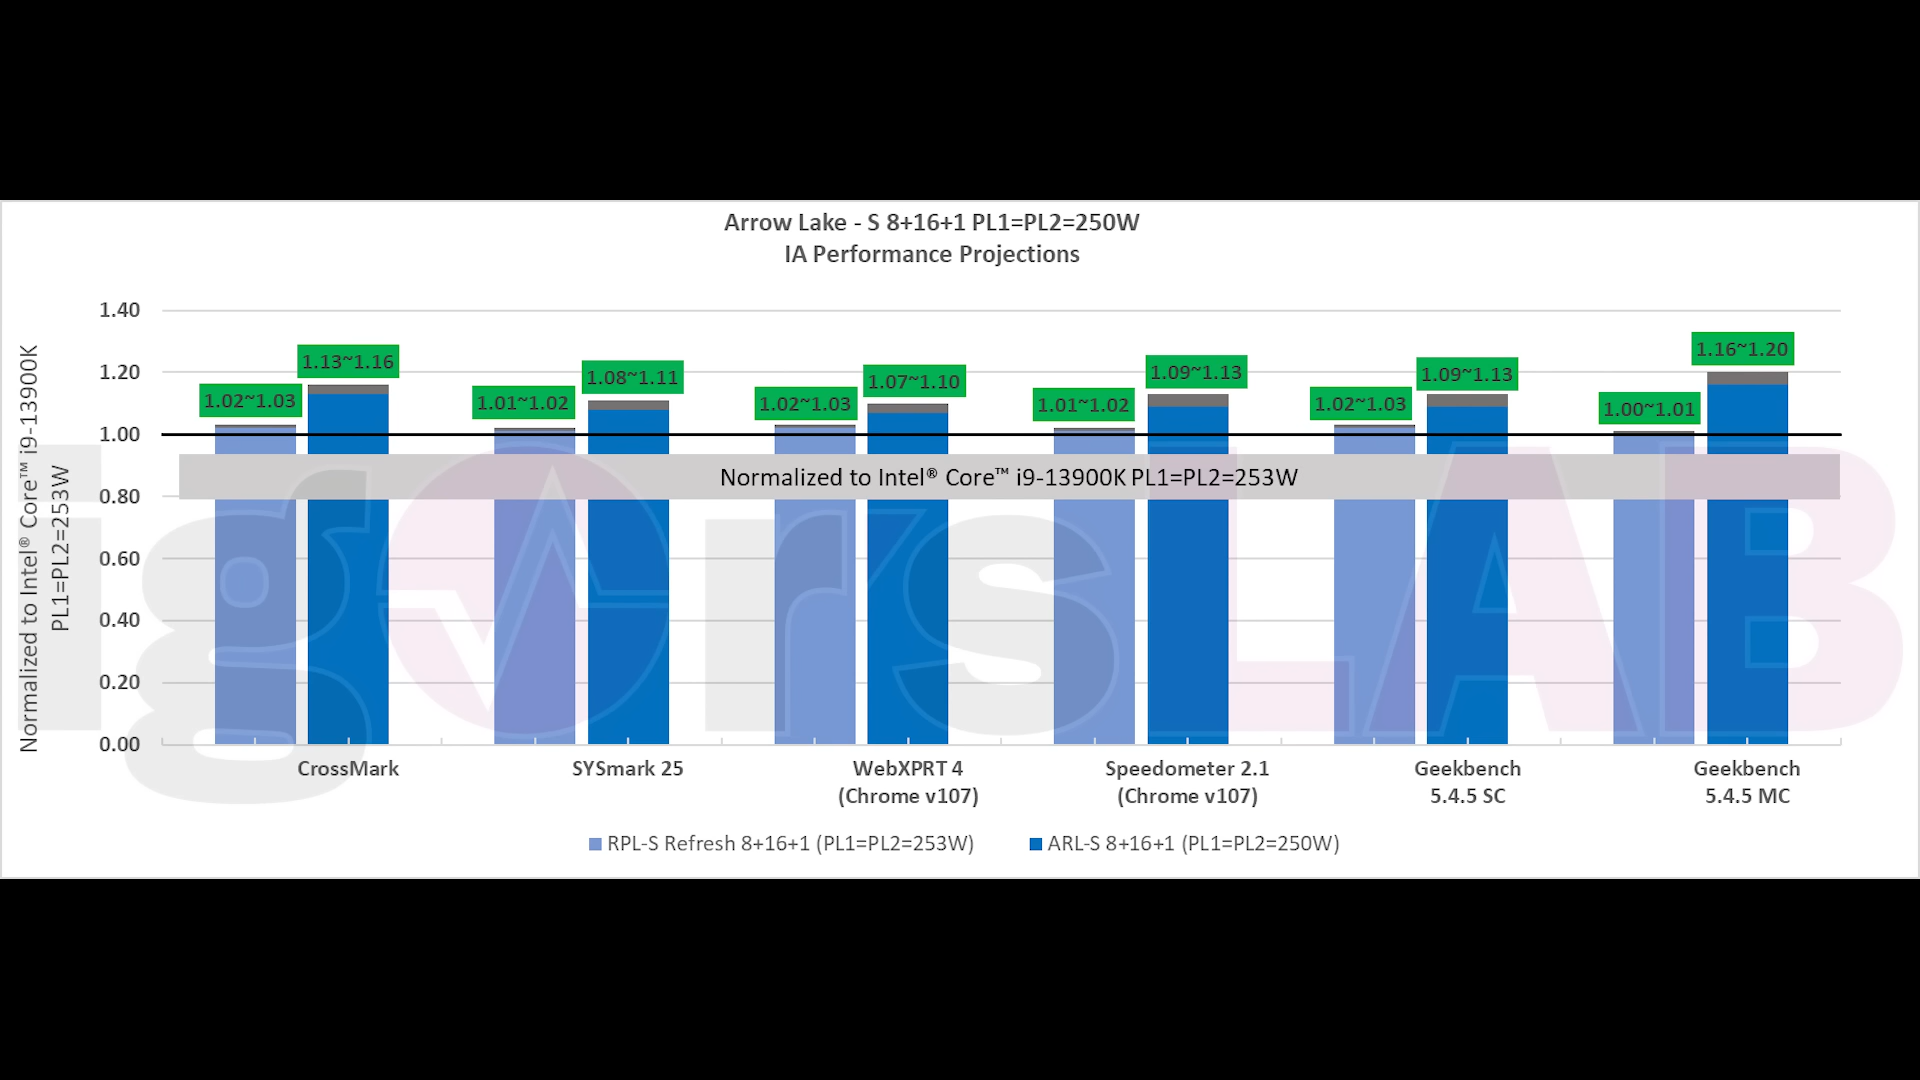 Arrow Lake - S 8+16+1 PL1=PL2=250W
IA Performance Projections
Normalized to Intel® Core™ i9-13900K
PL1=PL2=253W
1.40
1.20
1.00
0.80
0.60
0.40
0.20
0.00
1.02~1.03
1.13~1.16
1.01~1.02
1.08~1.11
1.02~1.03
1.07~1.10
1.01~1.02
1.09~1.13
1.02~1.03
1.09~1.13
1.00~1.01
1.16~1.20
Normalized to Intel® Core™ i9-13900K PL1=PL2=253W
igorsLAB
CrossMark
SYSmark 25
WebXPRT 4
(Chrome v107)
Speedometer 2.1
(Chrome v107)
Geekbench
5.4.5 SC
Geekbench
5.4.5 MC
RPL-S Refresh 8+16+1 (PL1=PL2=253W)
ARL-S 8+16+1 (PL1=PL2=250W)